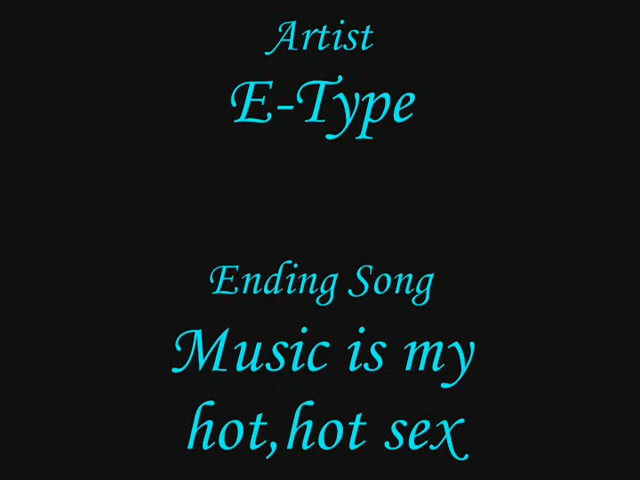 Artist
E-Type
Ending Song
Music is my
hot,hot sex